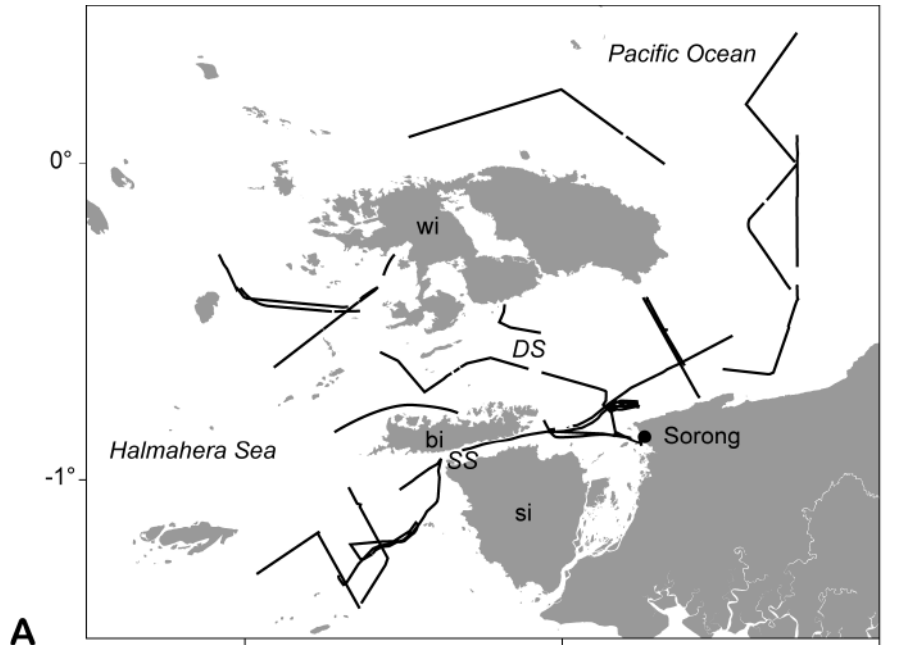 Pacific Ocean
0°
wi
DS
bi
Sorong
Halmahera Sea
SS
-1°
si
A